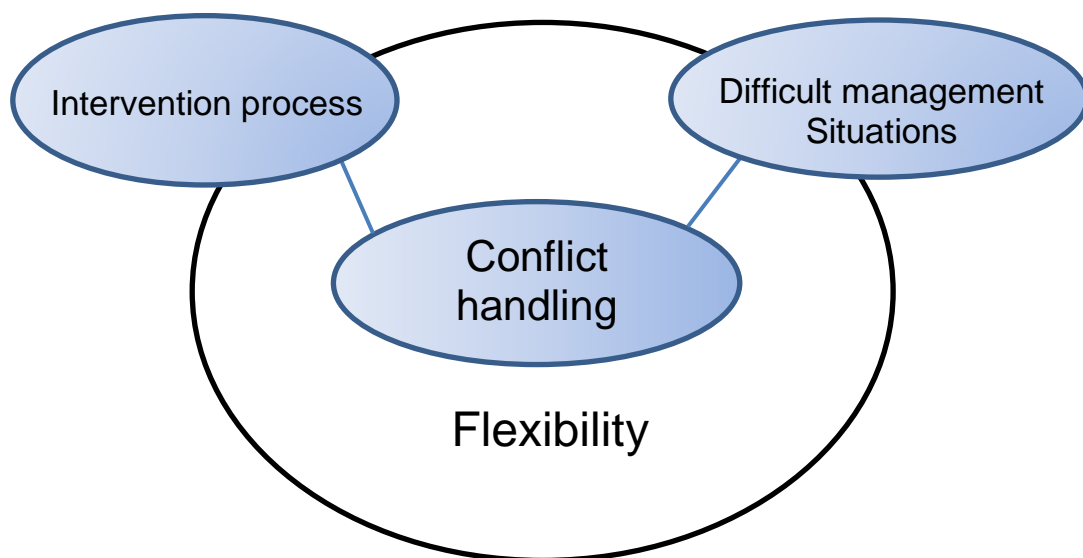 Intervention process
Difficult management
Situations
Conflict
handling
Flexibility